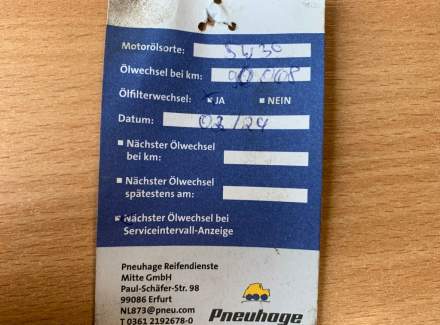 Motorölsorte: 5W30
Ölwechsel bei km:
Ölfilterwechsel: JA NEIN
Datum: 02/24
Nächster Ölwechsel
bei km:
Nächster Ölwechsel
spätestens am:
Nächster Ölwechsel bei
Serviceintervall-Anzeige
Pneuhage Reifendienste
Mitte GmbH
Paul-Schäfer-Str. 98
99086 Erfurt
NL873@pneu.com
T 0361 2192678-0
Pneuhage